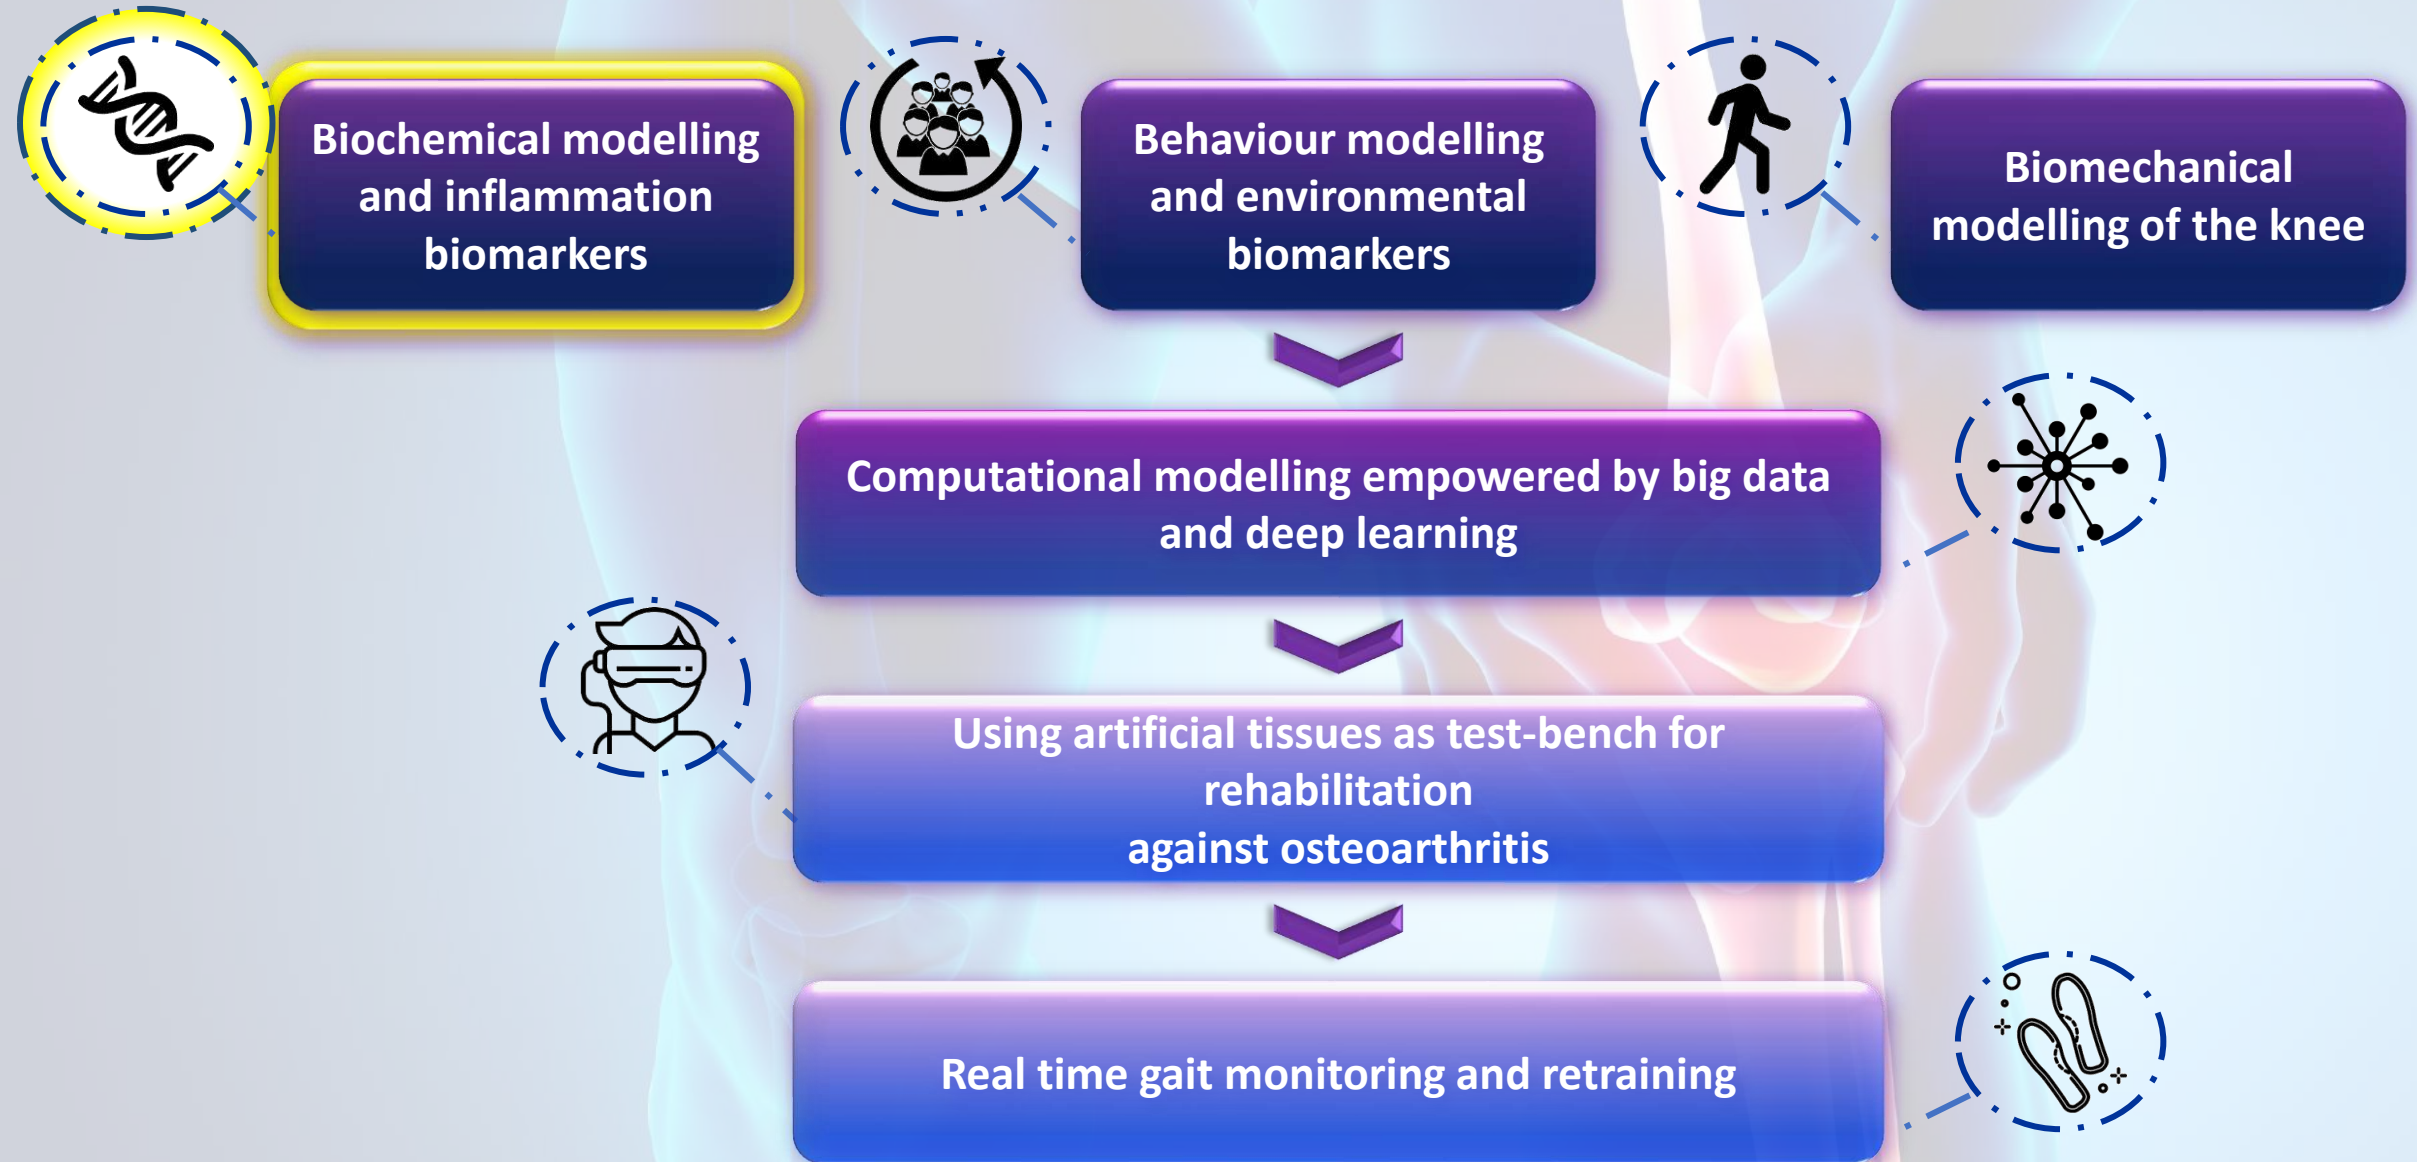 Biochemical modelling
and inflammation
biomarkers
Behaviour modelling
and environmental
biomarkers
Biomechanical
modelling of the knee
Computational modelling empowered by big data
and deep learning
Using artificial tissues as test-bench for
rehabilitation
against osteoarthritis
Real time gait monitoring and retraining